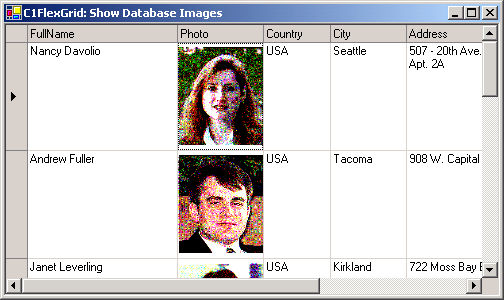 C1FlexGrid: Show Database Images
FullName Photo Country City Address
Nancy Davolio USA Seattle 507 - 20th Ave.
Apt. 2A
Andrew Fuller USA Tacoma 908 W. Capital
Janet Leverling USA Kirkland 722 Moss Bay B